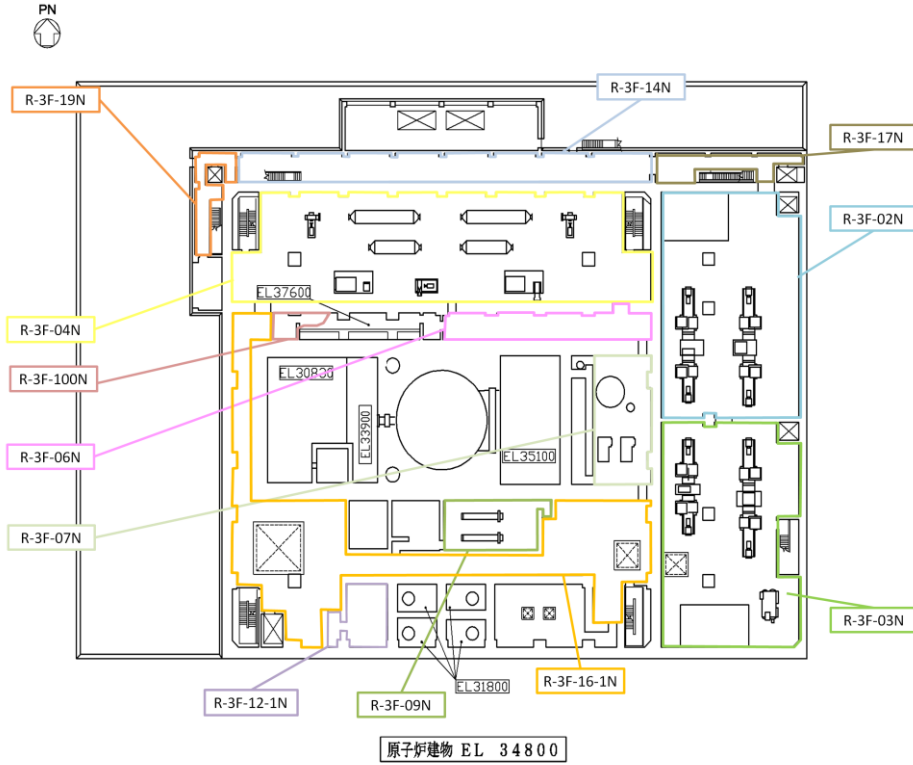 PN
R-3F-14N
R-3F-19N
R-3F-17N
R-3F-02N
EL37600
R-3F-04N
R-3F-100N
EL30830
EL33900
R-3F-06N
EL35100
R-3F-07N
R-3F-03N
R-3F-16-1N
EL31800
R-3F-12-1N
R-3F-09N
原子炉建物 EL 34800